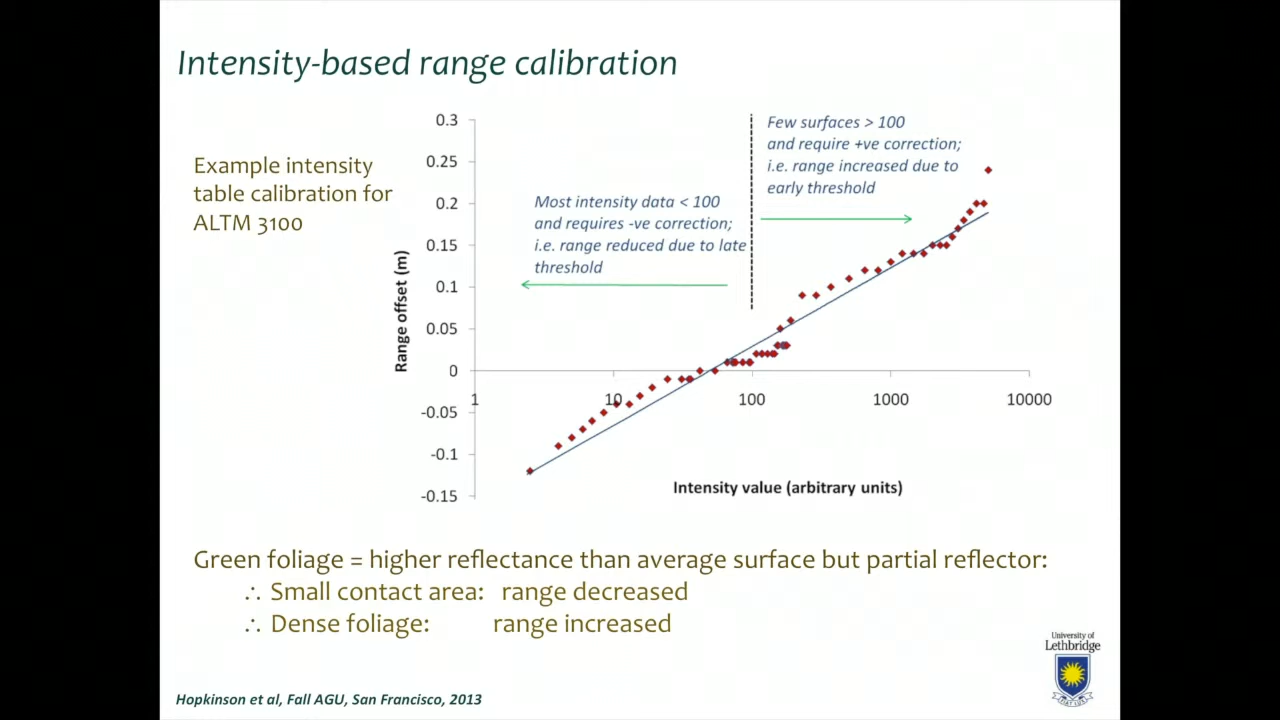 Intensity-based range calibration
Example intensity
table calibration for
ALTM 3100
0.3
0.25
0.2
0.15
0.1
0.05
0
-0.05
-0.1
-0.15
Range offset (m)
Most intensity data < 100
and requires -ve correction;
i.e. range reduced due to late
threshold
Few surfaces > 100
and require +ve correction;
i.e. range increased due to
early threshold
1
10
100
1000
10000
Intensity value (arbitrary units)
Green foliage = higher reflectance than average surface but partial reflector:
∴ Small contact area: range decreased
∴ Dense foliage: range increased
University of
Lethbridge
Hopkinson et al, Fall AGU, San Francisco, 2013